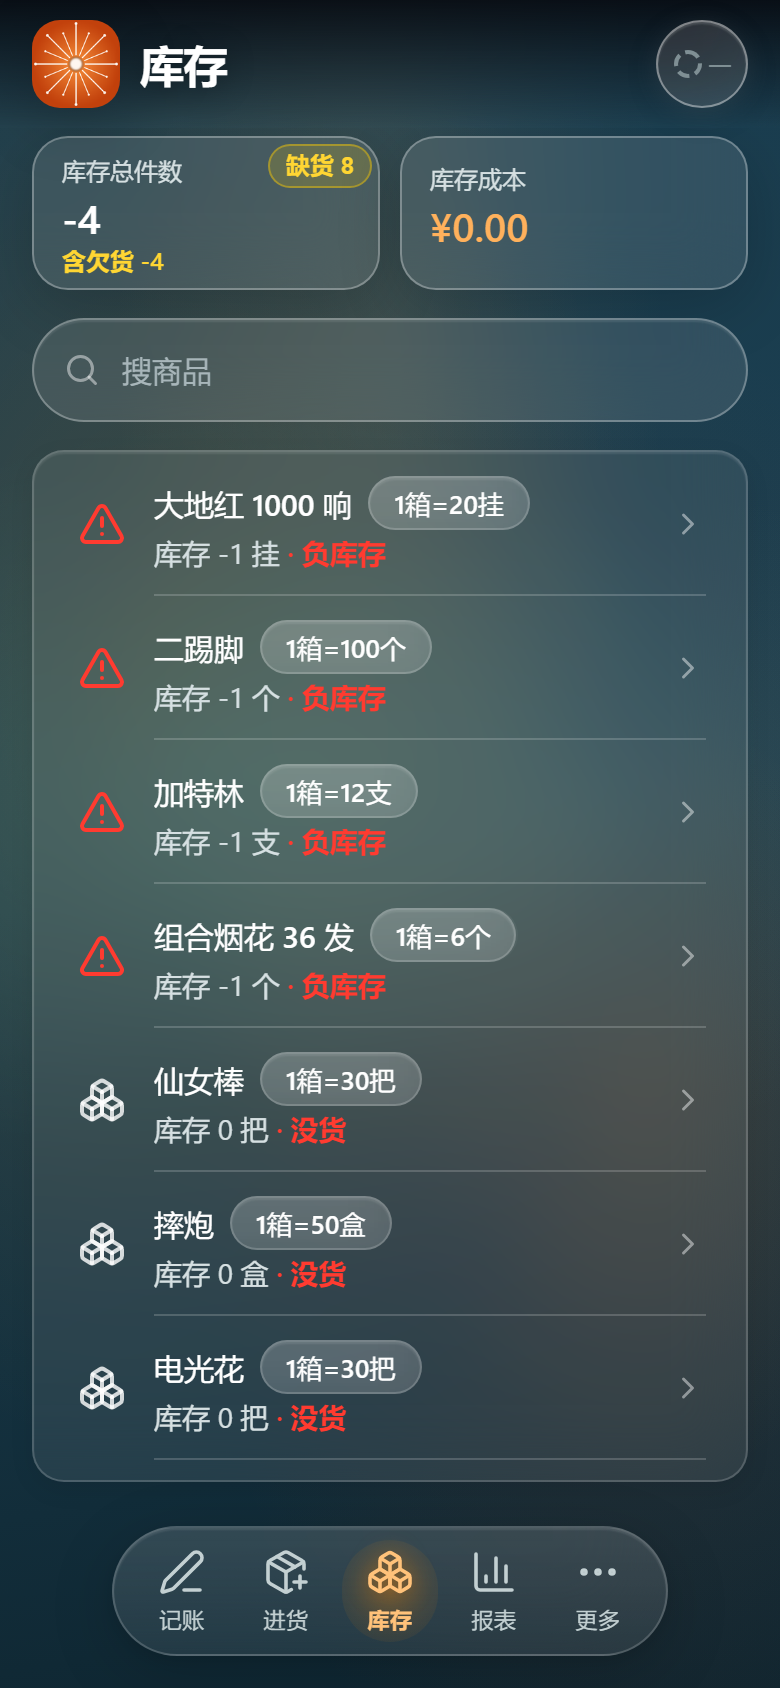 库存
库存总件数
缺货 8
-4
含欠货 -4
库存成本
¥0.00
搜商品
大地红 1000 响
1箱=20挂
库存 -1 挂 · 负库存
二踢脚
1箱=100个
库存 -1 个 · 负库存
加特林
1箱=12支
库存 -1 支 · 负库存
组合烟花 36 发
1箱=6个
库存 -1 个 · 负库存
仙女棒
1箱=30把
库存 0 把 · 没货
摔炮
1箱=50盒
库存 0 盒 · 没货
电光花
1箱=30把
库存 0 把 · 没货
记账
进货
库存
报表
更多